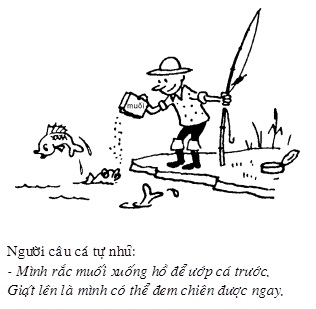 muối
Người câu cá tự nhủ:
- Mình rắc muối xuống hồ để ướp cá trước.
Giựt lên là mình có thể đem chiên được ngay.